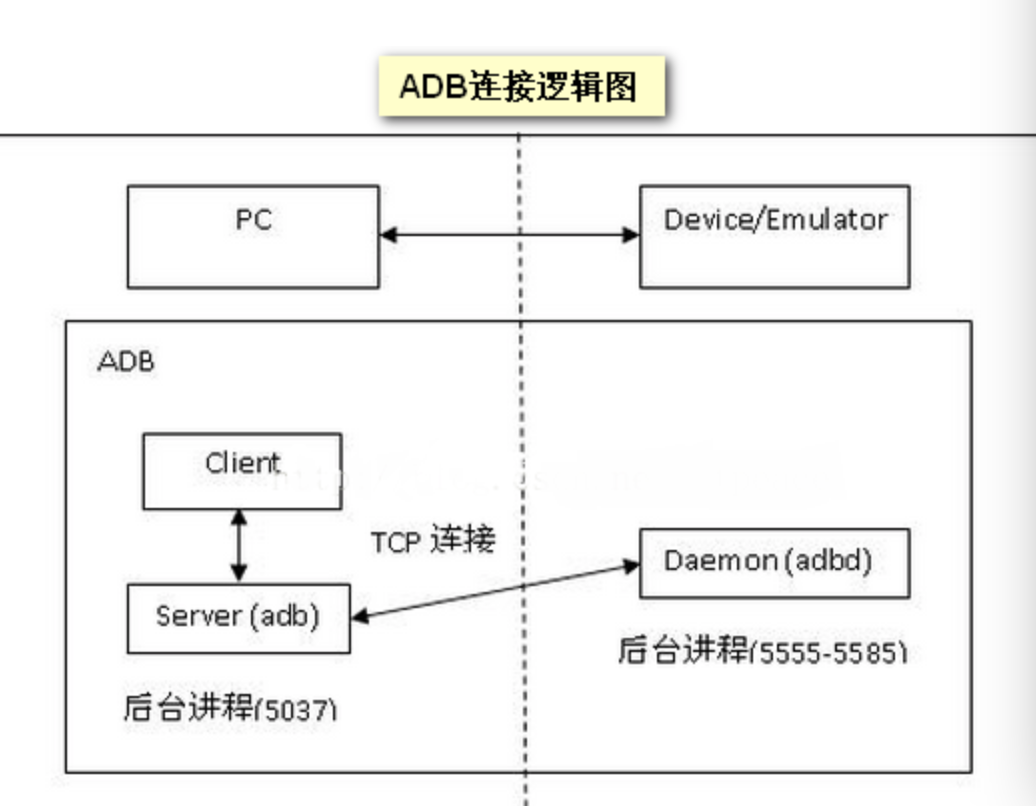 ADB连接逻辑图
PC
Device/Emulator
ADB
Client
TCP 连接
Daemon (adbd)
Server (adb)
后台进程(5555-5585)
后台进程(5037)